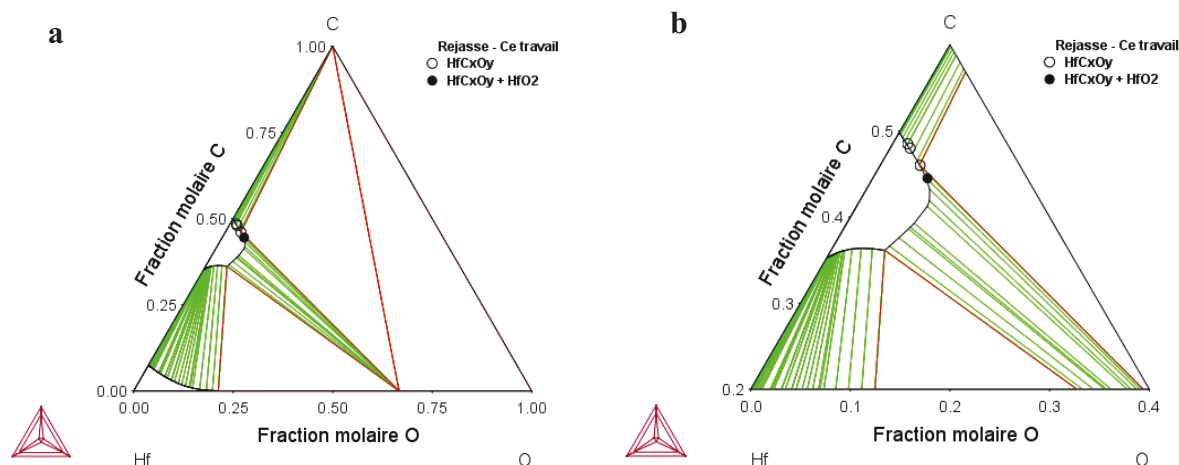 a
C
1.00
Rejasse - Ce travail
HfCxOy
HfCxOy + HfO2
0.75
Fraction molaire C
0.50
0.25
0.00
0.00
0.25
0.50
0.75
1.00
Fraction molaire O
Hf
O
b
C
Rejasse - Ce travail
HfCxOy
HfCxOy + HfO2
0.5
Fraction molaire C
0.4
0.3
0.2
0.0
0.1
0.2
0.3
0.4
Fraction molaire O
Hf
O